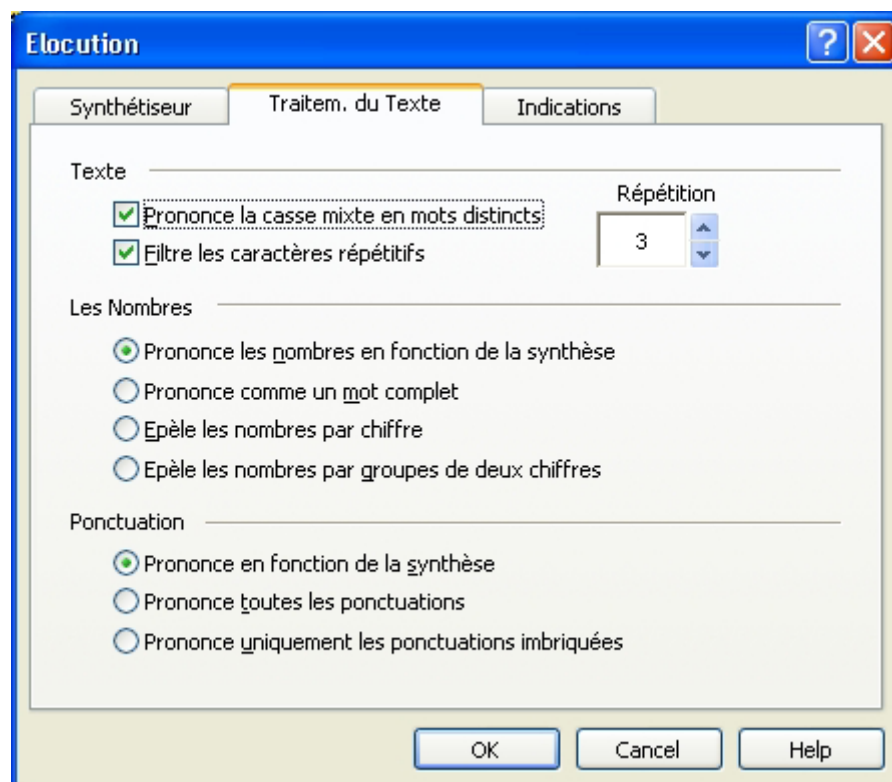 Elocution
Synthétiseur Traitem. du Texte Indications
Texte
Répétition
Prononce la casse mixte en mots distincts
3
Filtre les caractères répétitifs
Les Nombres
Prononce les nombres en fonction de la synthèse
Prononce comme un mot complet
Epèle les nombres par chiffre
Epèle les nombres par groupes de deux chiffres
Ponctuation
Prononce en fonction de la synthèse
Prononce toutes les ponctuations
Prononce uniquement les ponctuations imbriquées
OK Cancel Help